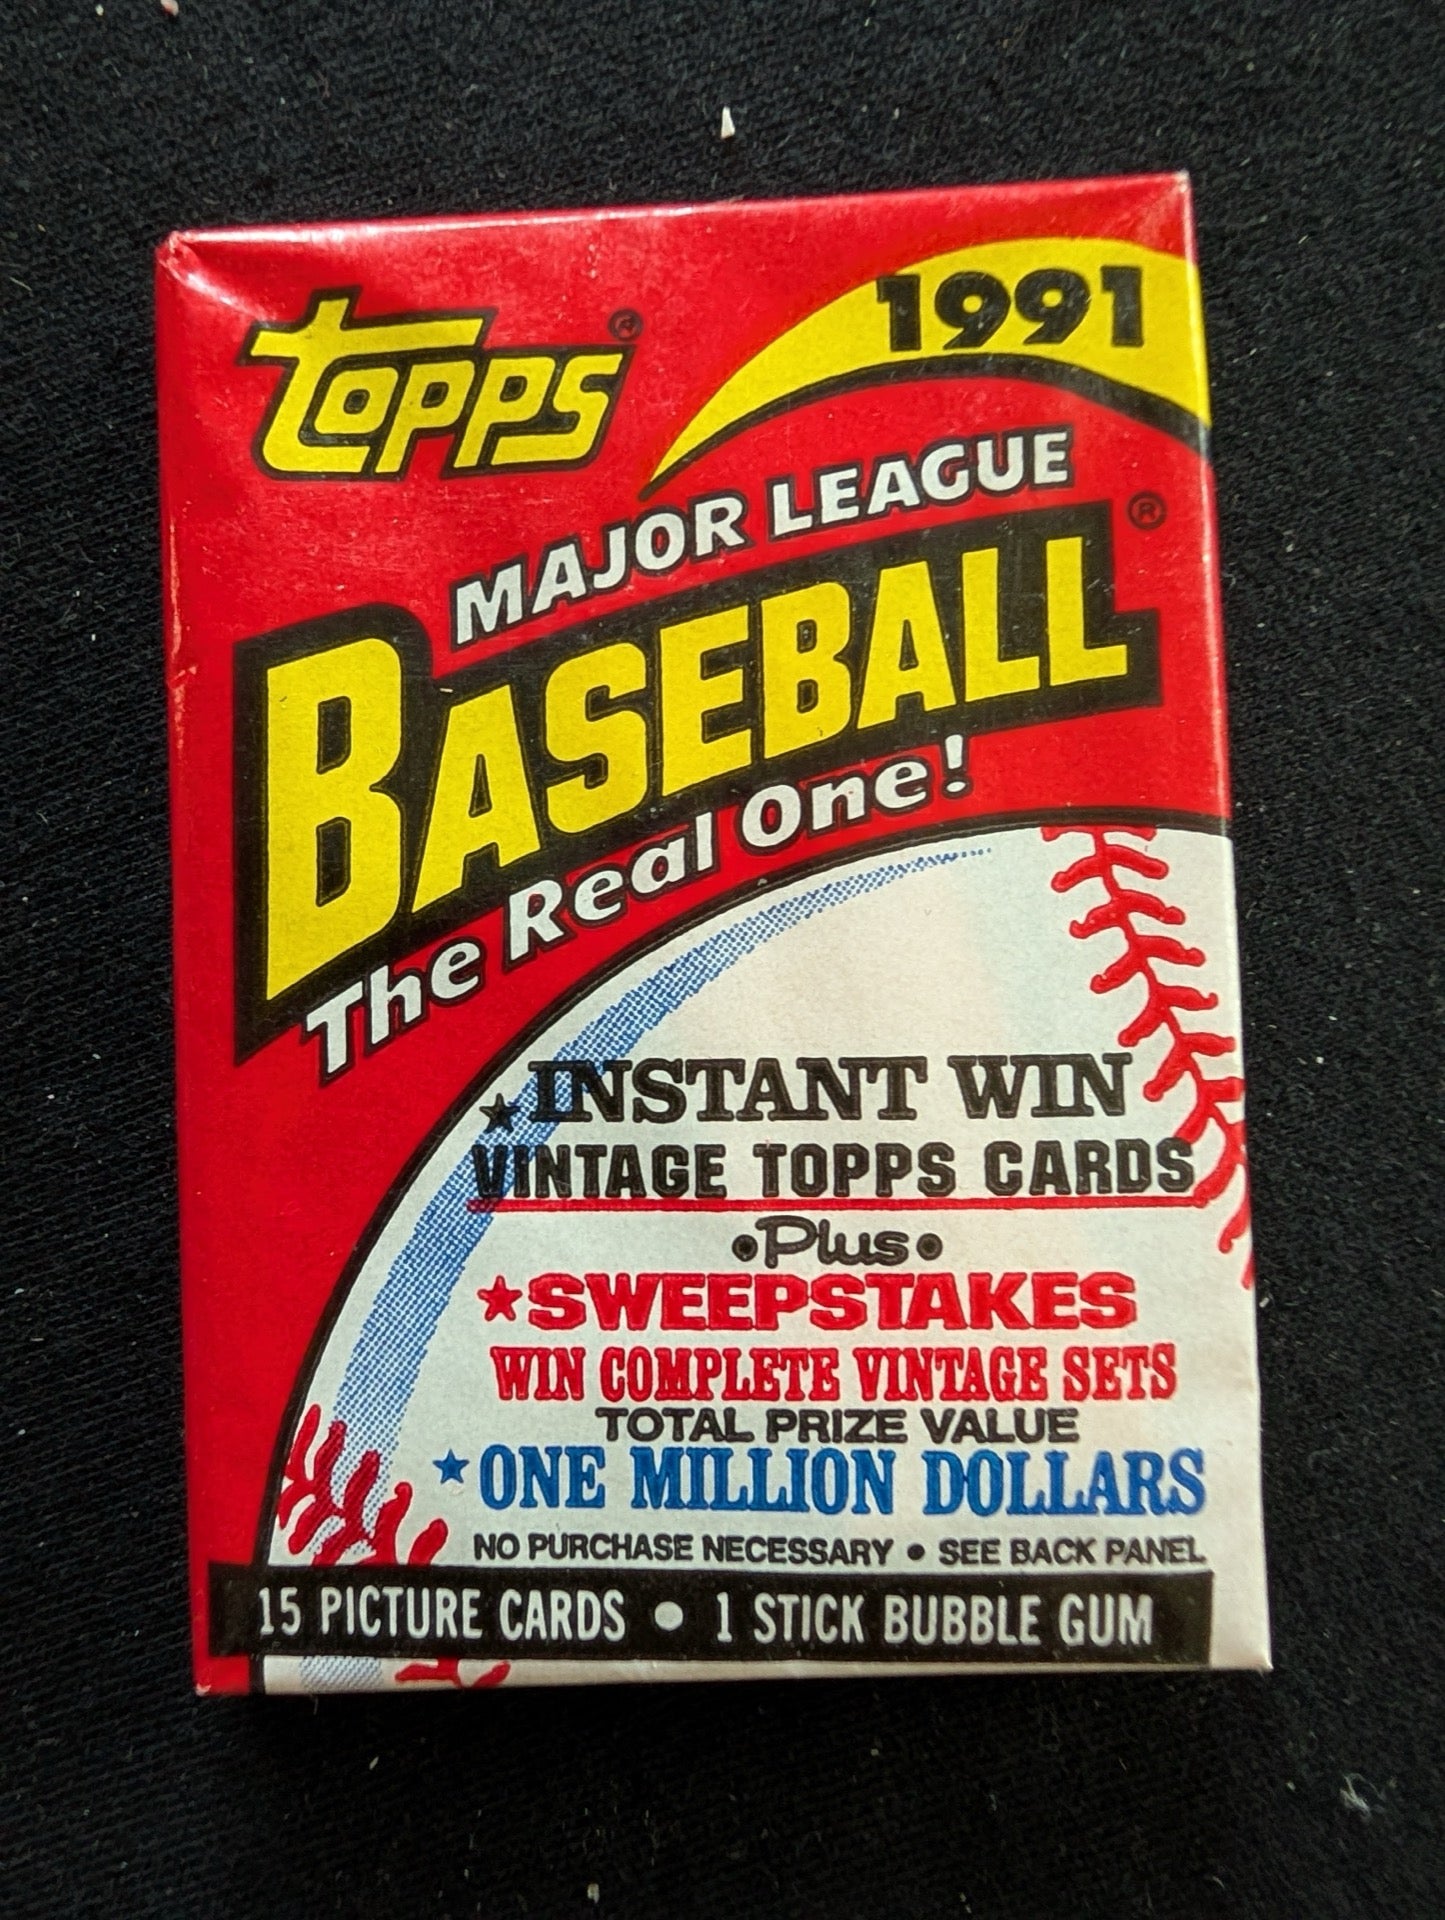 Topps®
1991
MAJOR LEAGUE
BASEBALL®
The Real One!
★INSTANT WIN
VINTAGE TOPPS CARDS
•Plus•
★SWEEPSTAKES
WIN COMPLETE VINTAGE SETS
TOTAL PRIZE VALUE
★ONE MILLION DOLLARS
NO PURCHASE NECESSARY • SEE BACK PANEL
15 PICTURE CARDS • 1 STICK BUBBLE GUM